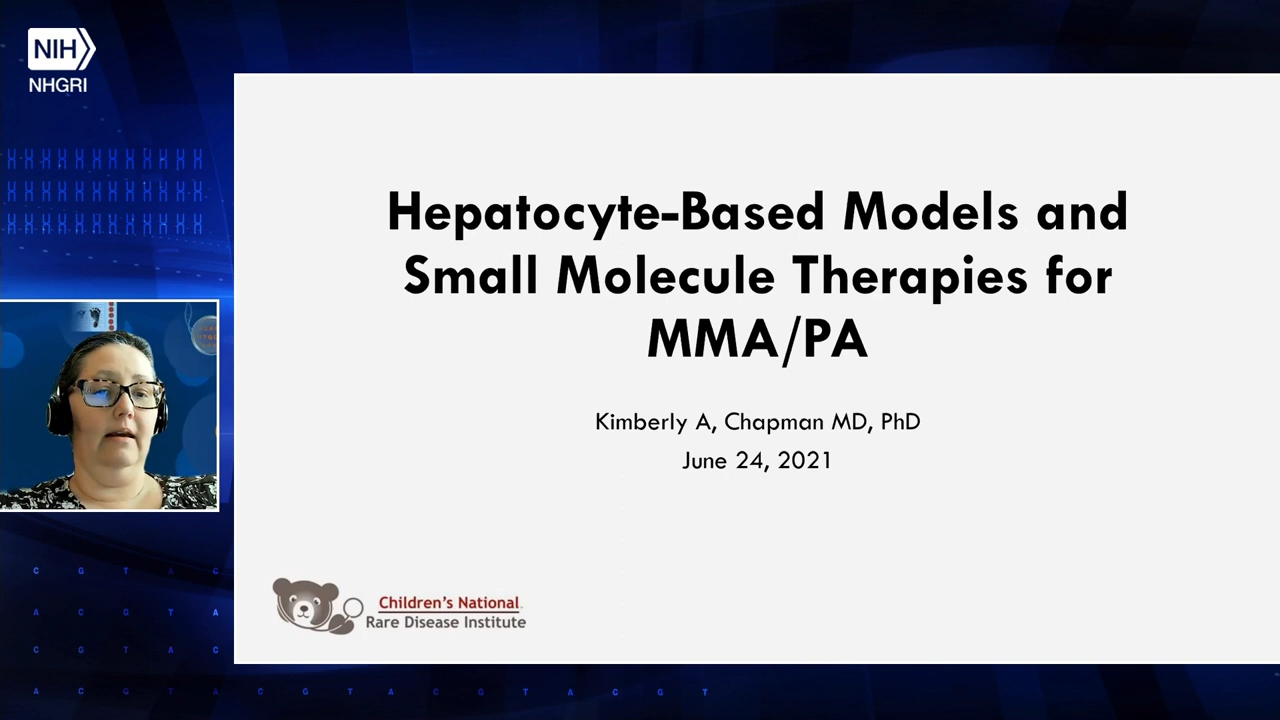 NIH
NHGRI
Hepatocyte-Based Models and
Small Molecule Therapies for
MMA/PA
Kimberly A, Chapman MD, PhD
June 24, 2021
Children's National
Rare Disease Institute
C G T A C
A C G T A
C G T A C
A C G T A C G T A C G T A C G T